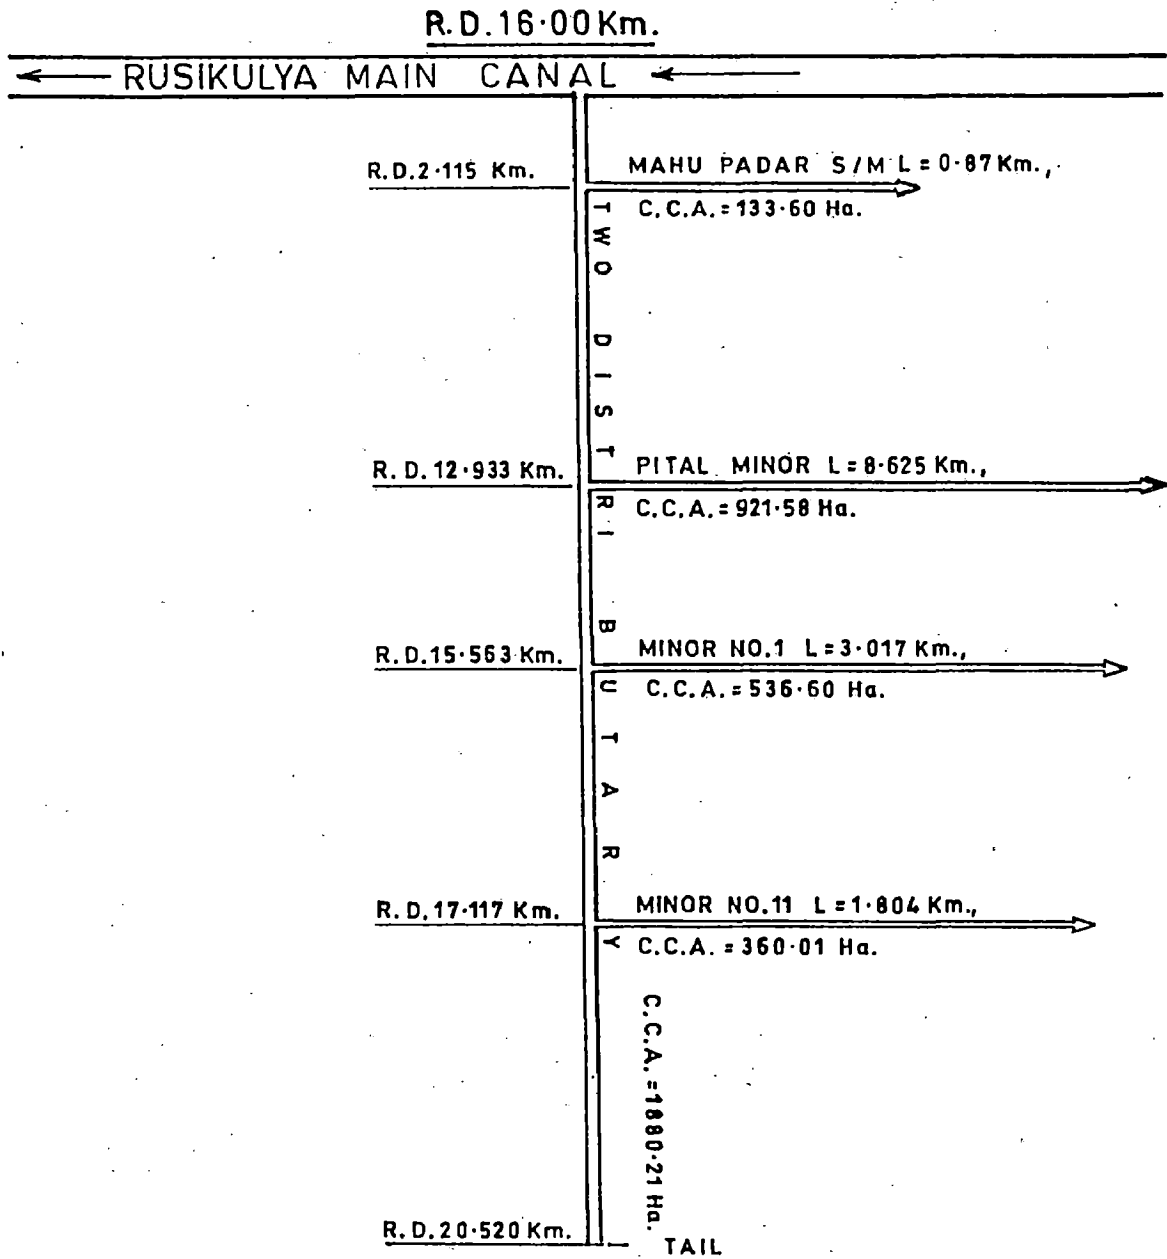 R.D.16·00 Km.
RUSIKULYA MAIN CANAL
R.D.2·115 Km.
MAHU PADAR S/M L=0·87 Km.,
C.C.A.=133·60 Ha.
TWO DISTRIBUTARY
R.D.12·933 Km.
PITAL MINOR L=8·625 Km.,
C.C.A.=921·58 Ha.
R.D.15·563 Km.
MINOR NO.1 L=3·017 Km.,
C.C.A.=536·60 Ha.
R.D.17·117 Km.
MINOR NO.11 L=1·804 Km.,
C.C.A.=360·01 Ha.
C.C.A.=1880·21 Ha.
R.D.20·520 Km.
TAIL